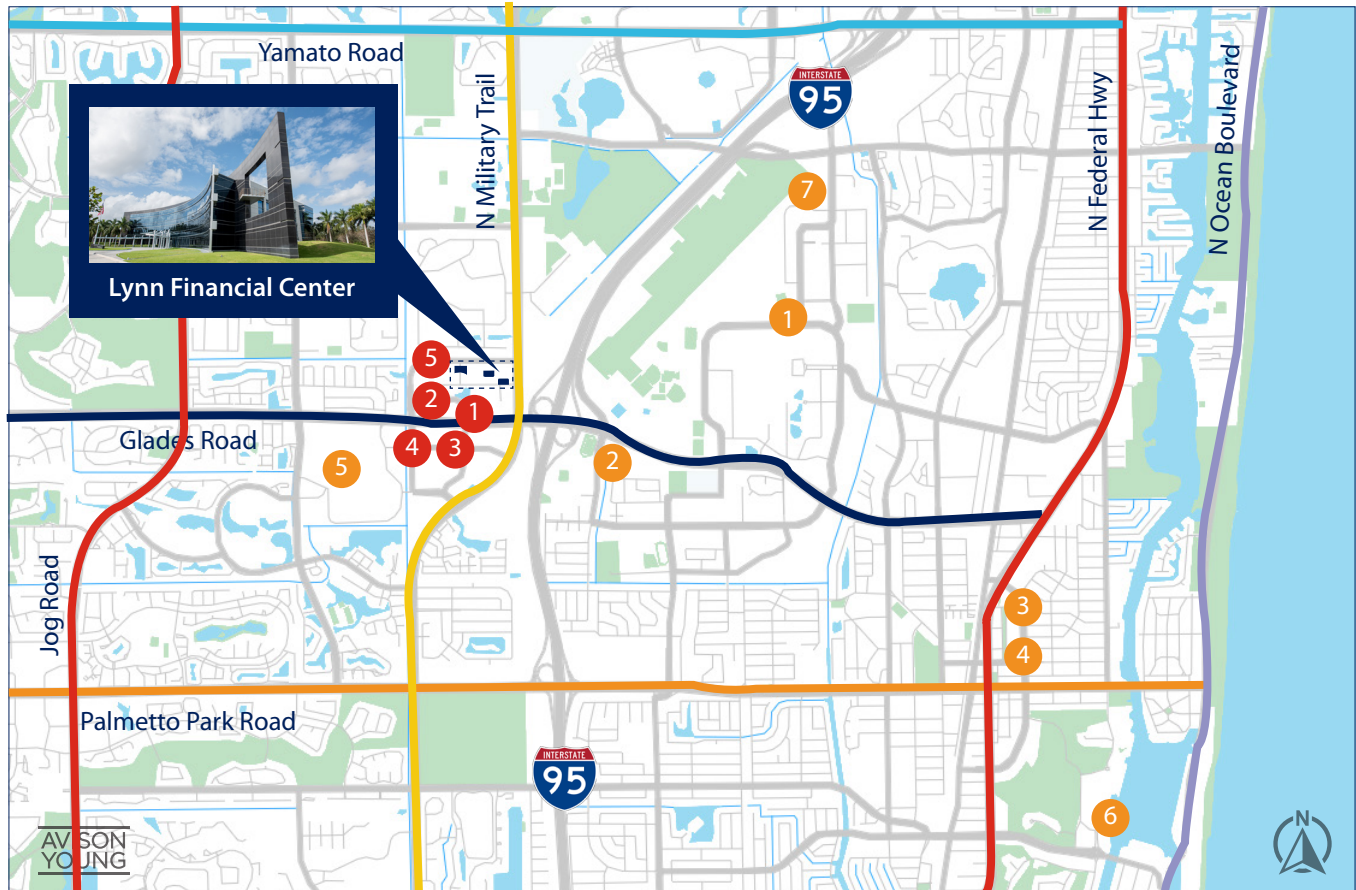 Yamato Road
N Military Trail
INTERSTATE
95
N Federal Hwy
N Ocean Boulevard
7
Lynn Financial Center
1
5
2
1
Glades Road
4
3
5
2
Jog Road
3
4
Palmetto Park Road
INTERSTATE
95
6
AVISON
YOUNG
N